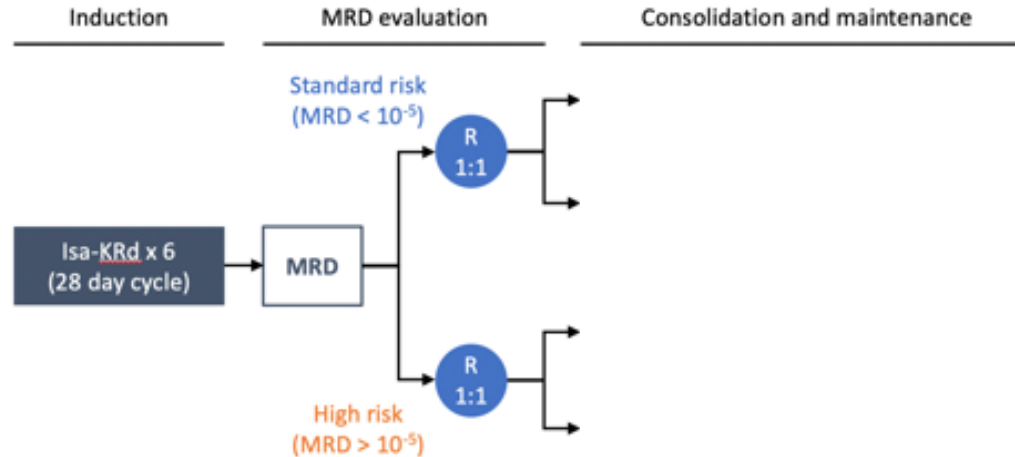 Induction
MRD evaluation
Consolidation and maintenance
Standard risk
(MRD < 10⁻⁵)
R
1:1
Isa-KRd x 6
(28 day cycle)
MRD
R
1:1
High risk
(MRD > 10⁻⁵)